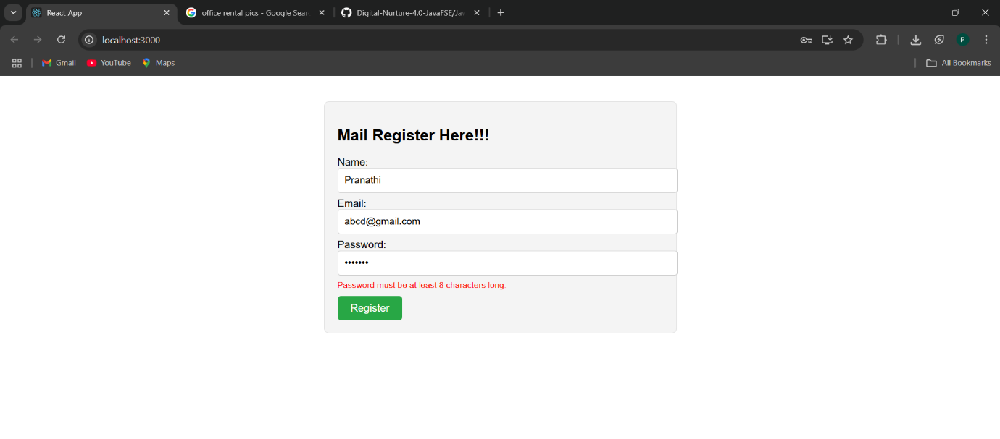 React App
office rental pics - Google Sear
Digital-Nurture-4.0-JavaFSE/Jav
localhost:3000
P
Gmail
YouTube
Maps
All Bookmarks
Mail Register Here!!!
Name:
Pranathi
Email:
abcd@gmail.com
Password:
•••••••
Password must be at least 8 characters long.
Register